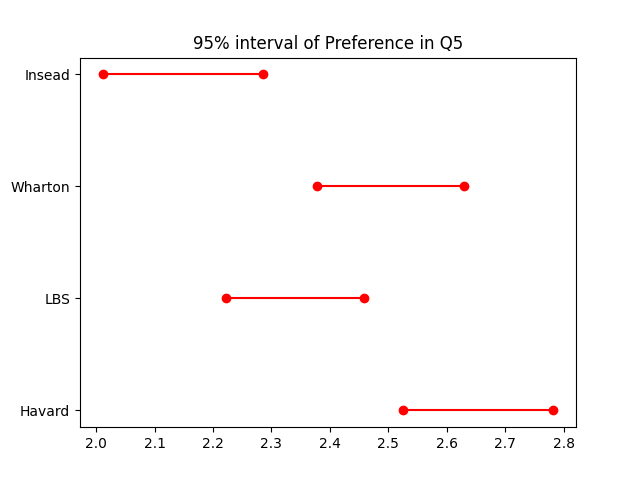 95% interval of Preference in Q5
Insead
Wharton
LBS
Havard
2.0 2.1 2.2 2.3 2.4 2.5 2.6 2.7 2.8